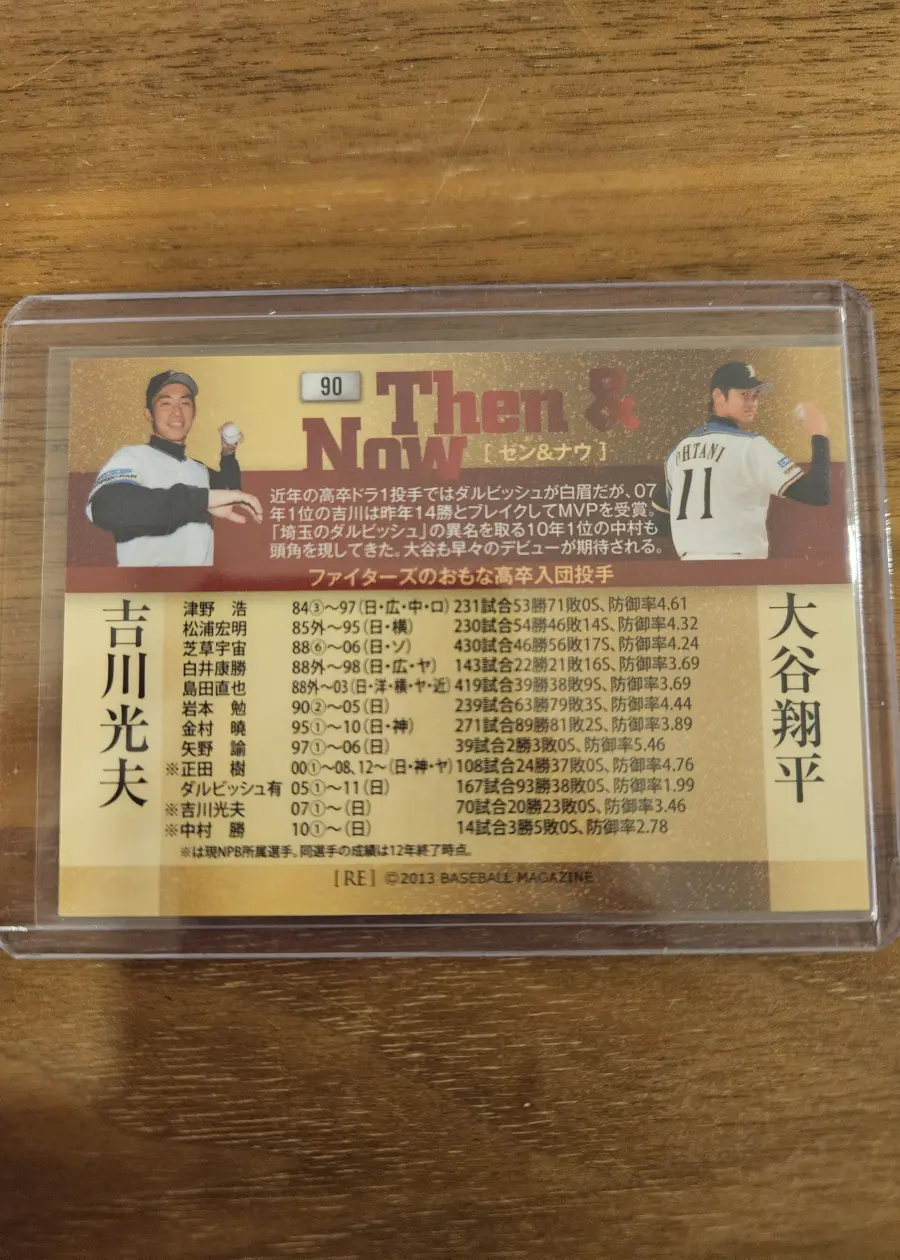 90
Then &
Now [ゼン&ナウ]
OHTANI
11
近年の高卒ドラ1投手ではダルビッシュが白眉だが、07
年1位の吉川は昨年14勝とブレイクしてMVPを受賞。
「埼玉のダルビッシュ」の異名を取る10年1位の中村も
頭角を現してきた。大谷も早々のデビューが期待される。
ファイターズのおもな高卒入団投手
吉川光夫
津野 浩 84③〜97(日・広・中・ロ) 231試合53勝71敗0S、防御率4.61
松浦宏明 85外〜95(日・横) 230試合54勝46敗14S、防御率4.32
芝草宇宙 88⑥〜06(日・ソ) 430試合46勝56敗17S、防御率4.24
白井康勝 88外〜98(日・広・ヤ) 143試合22勝21敗16S、防御率3.69
島田直也 88外〜03(日・洋・横・ヤ・近) 419試合39勝38敗9S、防御率3.69
岩本 勉 90②〜05(日) 239試合63勝79敗3S、防御率4.44
金村 曉 95①〜10(日・神) 271試合89勝81敗2S、防御率3.89
矢野 諭 97①〜06(日) 39試合2勝3敗0S、防御率5.46
※正田 樹 00①〜08、12〜(日・神・ヤ) 108試合24勝37敗0S、防御率4.76
ダルビッシュ有 05①〜11(日) 167試合93勝38敗0S、防御率1.99
※吉川光夫 07①〜(日) 70試合20勝23敗0S、防御率3.46
※中村 勝 10①〜(日) 14試合3勝5敗0S、防御率2.78
※は現NPB所属選手。同選手の成績は12年終了時点。
大谷翔平
[RE] ©2013 BASEBALL MAGAZINE